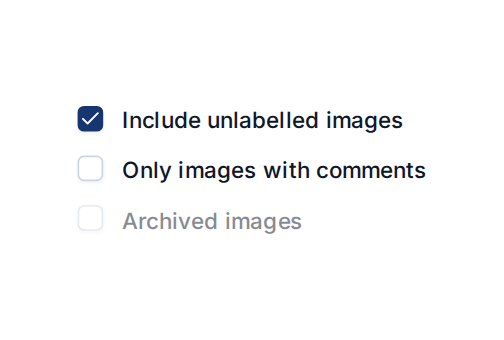 Include unlabelled images
Only images with comments
Archived images